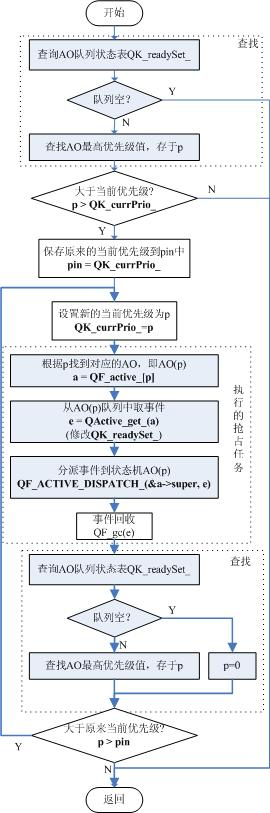 开始
查找
查询AO队列状态表QK_readySet_
队列空?
Y
N
查找AO最高优先级值，存于p
大于当前优先级?
p > QK_currPrio_
N
Y
保存原来的当前优先级到pin中
pin = QK_currPrio_
设置新的当前优先级为p
QK_currPrio_=p
根据p找到对应的AO，即AO(p)
a = QF_active_[p]
从AO(p)队列中取事件
e = QActive_get_(a)
(修改QK_readySet_)
分派事件到状态机AO(p)
QF_ACTIVE_DISPATCH_(&a->super, e)
事件回收
QF_gc(e)
执行的抢占任务
查找
查询AO队列状态表QK_readySet_
队列空?
Y
N
查找AO最高优先级值，存于p
p=0
大于原来当前优先级?
p > pin
Y
N
返回